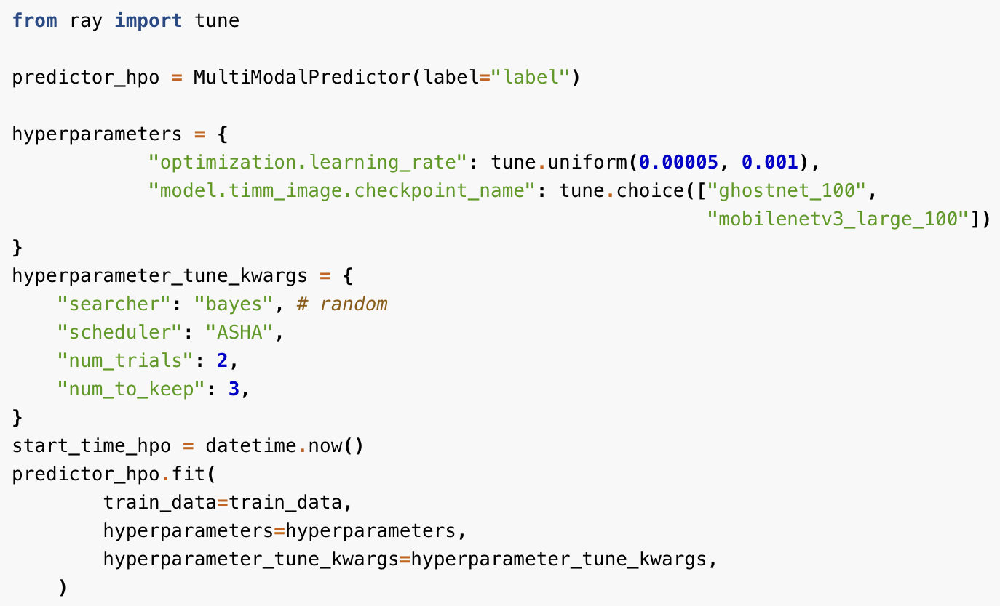 from ray import tune

predictor_hpo = MultiModalPredictor(label="label")

hyperparameters = {
            "optimization.learning_rate": tune.uniform(0.00005, 0.001),
            "model.timm_image.checkpoint_name": tune.choice(["ghostnet_100",
                                                             "mobilenetv3_large_100"])
}
hyperparameter_tune_kwargs = {
    "searcher": "bayes", # random
    "scheduler": "ASHA",
    "num_trials": 2,
    "num_to_keep": 3,
}
start_time_hpo = datetime.now()
predictor_hpo.fit(
        train_data=train_data,
        hyperparameters=hyperparameters,
        hyperparameter_tune_kwargs=hyperparameter_tune_kwargs,
    )